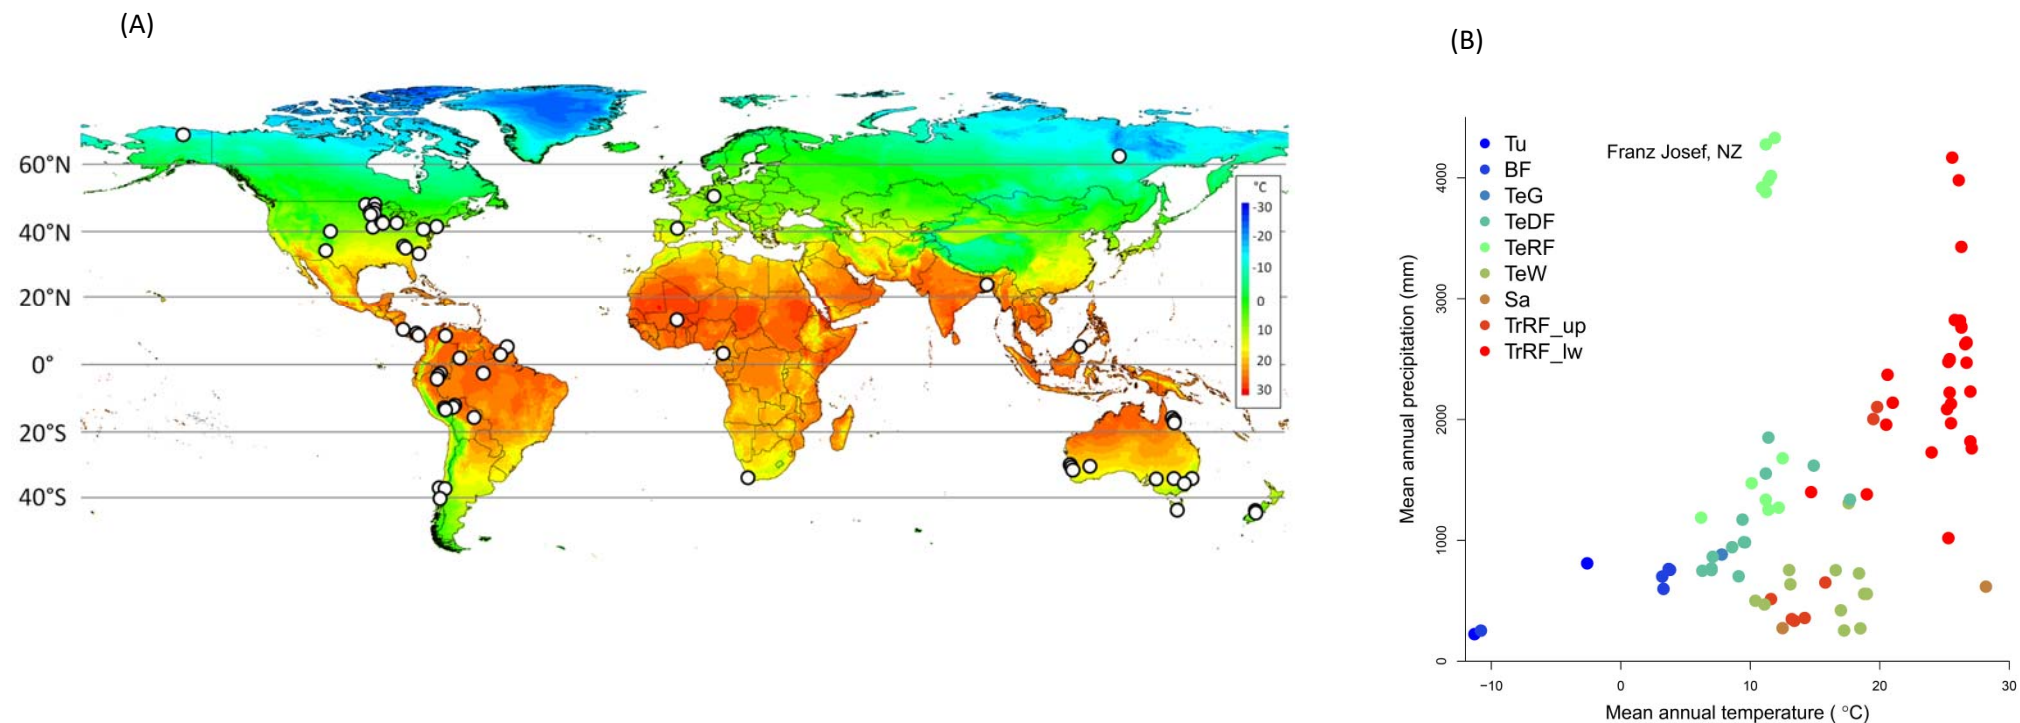 (A)
60°N
40°N
20°N
0°
20°S
40°S
°C
-30
-20
-10
0
10
20
30
(B)
Mean annual precipitation (mm)
4000
3000
2000
1000
0
Tu
BF
TeG
TeDF
TeRF
TeW
Sa
TrRF_up
TrRF_lw
Franz Josef, NZ
−10
0
10
20
30
Mean annual temperature ( °C)